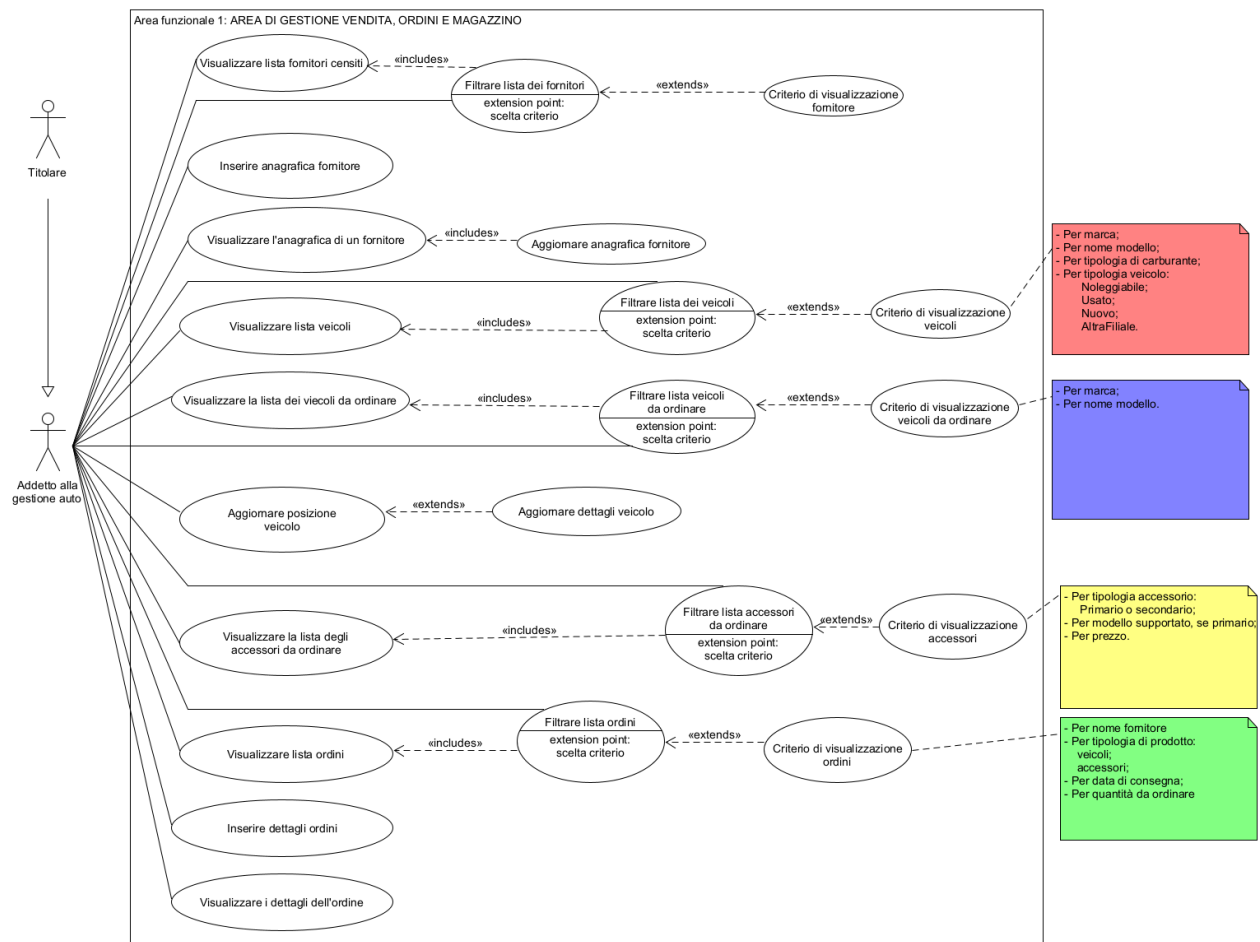 Area funzionale 1: AREA DI GESTIONE VENDITA, ORDINI E MAGAZZINO
Visualizzare lista fornitori censiti
«includes»
Filtrare lista dei fornitori
extension point:
scelta criterio
«extends»
Criterio di visualizzazione
fornitore
Titolare
Inserire anagrafica fornitore
Visualizzare l'anagrafica di un fornitore
«includes»
Aggiornare anagrafica fornitore
- Per marca;
- Per nome modello;
- Per tipologia di carburante;
- Per tipologia veicolo:
Noleggiabile;
Usato;
Nuovo;
AltraFiliale.
Visualizzare lista veicoli
«includes»
Filtrare lista dei veicoli
extension point:
scelta criterio
«extends»
Criterio di visualizzazione
veicoli
Visualizzare la lista dei viecoli da ordinare
«includes»
Filtrare lista veicoli
da ordinare
extension point:
scelta criterio
«extends»
Criterio di visualizzazione
veicoli da ordinare
- Per marca;
- Per nome modello.
Addetto alla
gestione auto
Aggiornare posizione
veicolo
«extends»
Aggiornare dettagli veicolo
Visualizzare la lista degli
accessori da ordinare
«includes»
Filtrare lista accessori
da ordinare
extension point:
scelta criterio
«extends»
Criterio di visualizzazione
accessori
- Per tipologia accessorio:
Primario o secondario;
- Per modello supportato, se primario;
- Per prezzo.
Visualizzare lista ordini
«includes»
Filtrare lista ordini
extension point:
scelta criterio
«extends»
Criterio di visualizzazione
ordini
- Per nome fornitore
- Per tipologia di prodotto:
veicoli;
accessori;
- Per data di consegna;
- Per quantità da ordinare
Inserire dettagli ordini
Visualizzare i dettagli dell'ordine